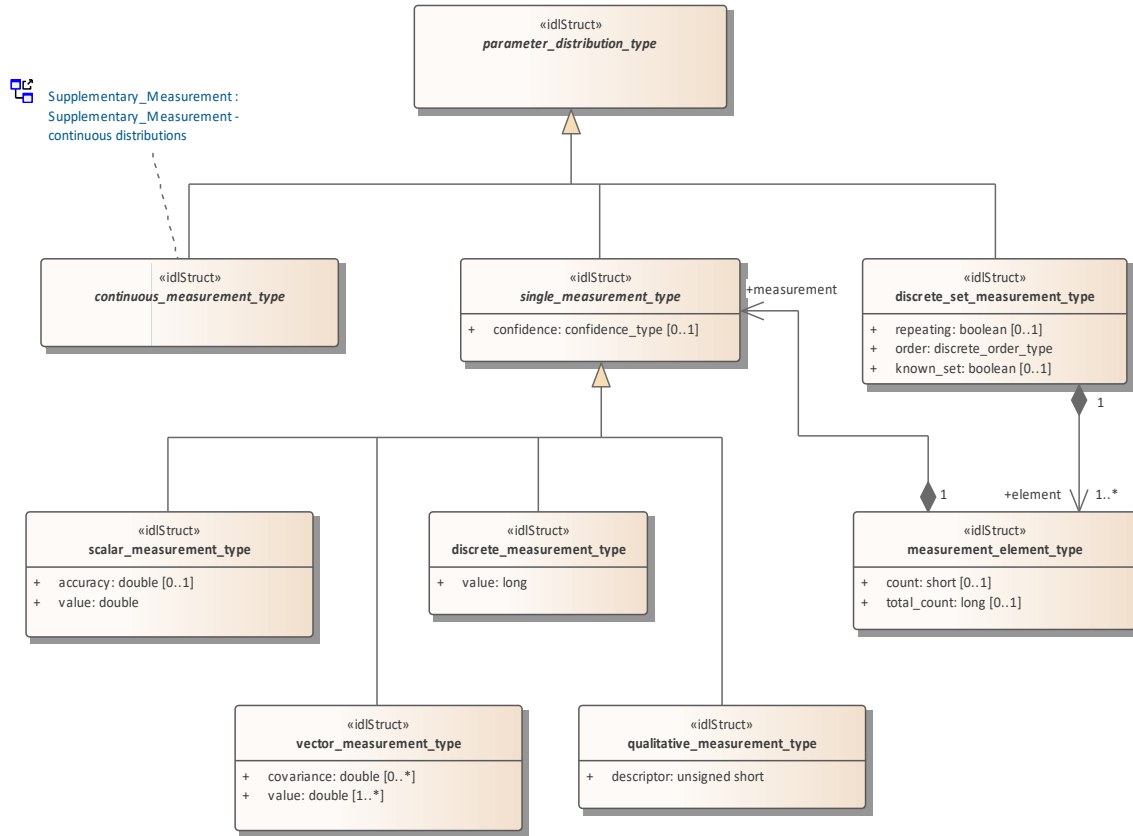 «idlStruct»
parameter_distribution_type
Supplementary_Measurement :
Supplementary_Measurement -
continuous distributions
«idlStruct»
continuous_measurement_type
«idlStruct»
single_measurement_type
+ confidence: confidence_type [0..1]
+measurement
«idlStruct»
discrete_set_measurement_type
+ repeating: boolean [0..1]
+ order: discrete_order_type
+ known_set: boolean [0..1]
1
1
+element
1..*
«idlStruct»
scalar_measurement_type
+ accuracy: double [0..1]
+ value: double
«idlStruct»
discrete_measurement_type
+ value: long
«idlStruct»
measurement_element_type
+ count: short [0..1]
+ total_count: long [0..1]
«idlStruct»
vector_measurement_type
+ covariance: double [0..*]
+ value: double [1..*]
«idlStruct»
qualitative_measurement_type
+ descriptor: unsigned short